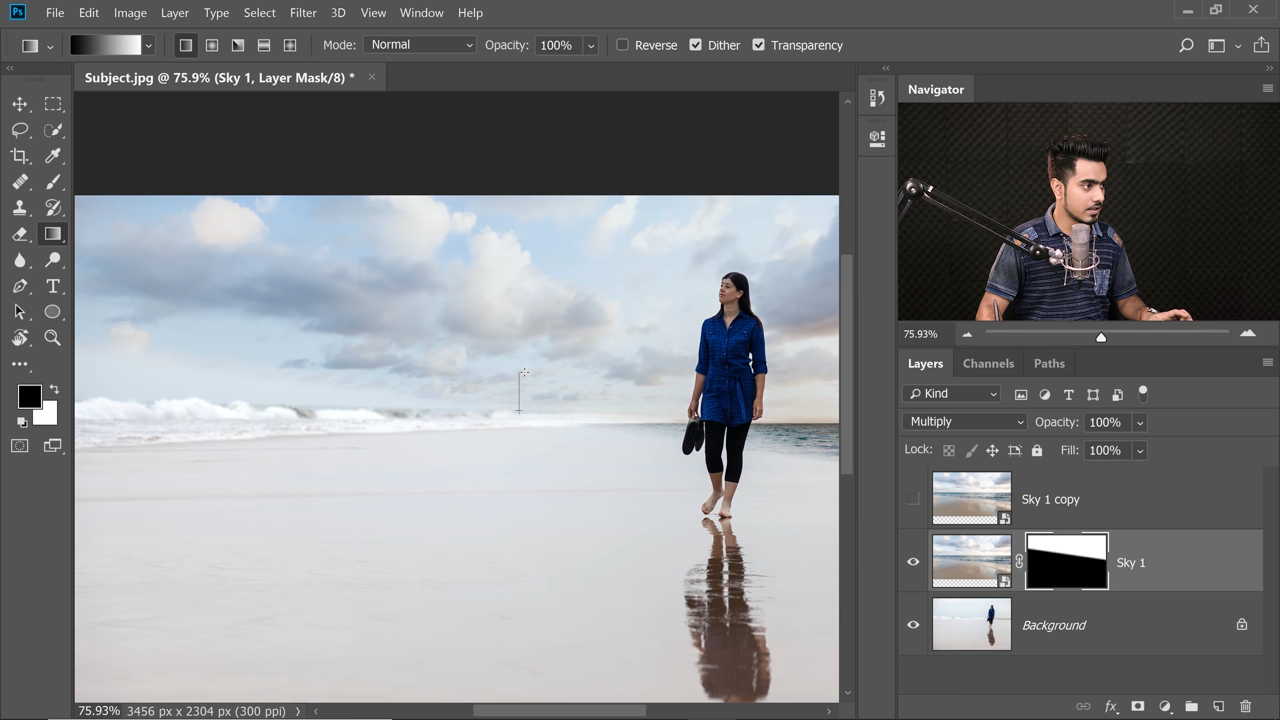 Ps File Edit Image Layer Type Select Filter 3D View Window Help
Mode: Normal Opacity: 100% Reverse Dither Transparency
Subject.jpg @ 75.9% (Sky 1, Layer Mask/8) *
Navigator
75.93%
Layers Channels Paths
Kind
Multiply Opacity: 100%
Lock: Fill: 100%
Sky 1 copy
Sky 1
Background
75.93% 3456 px x 2304 px (300 ppi)